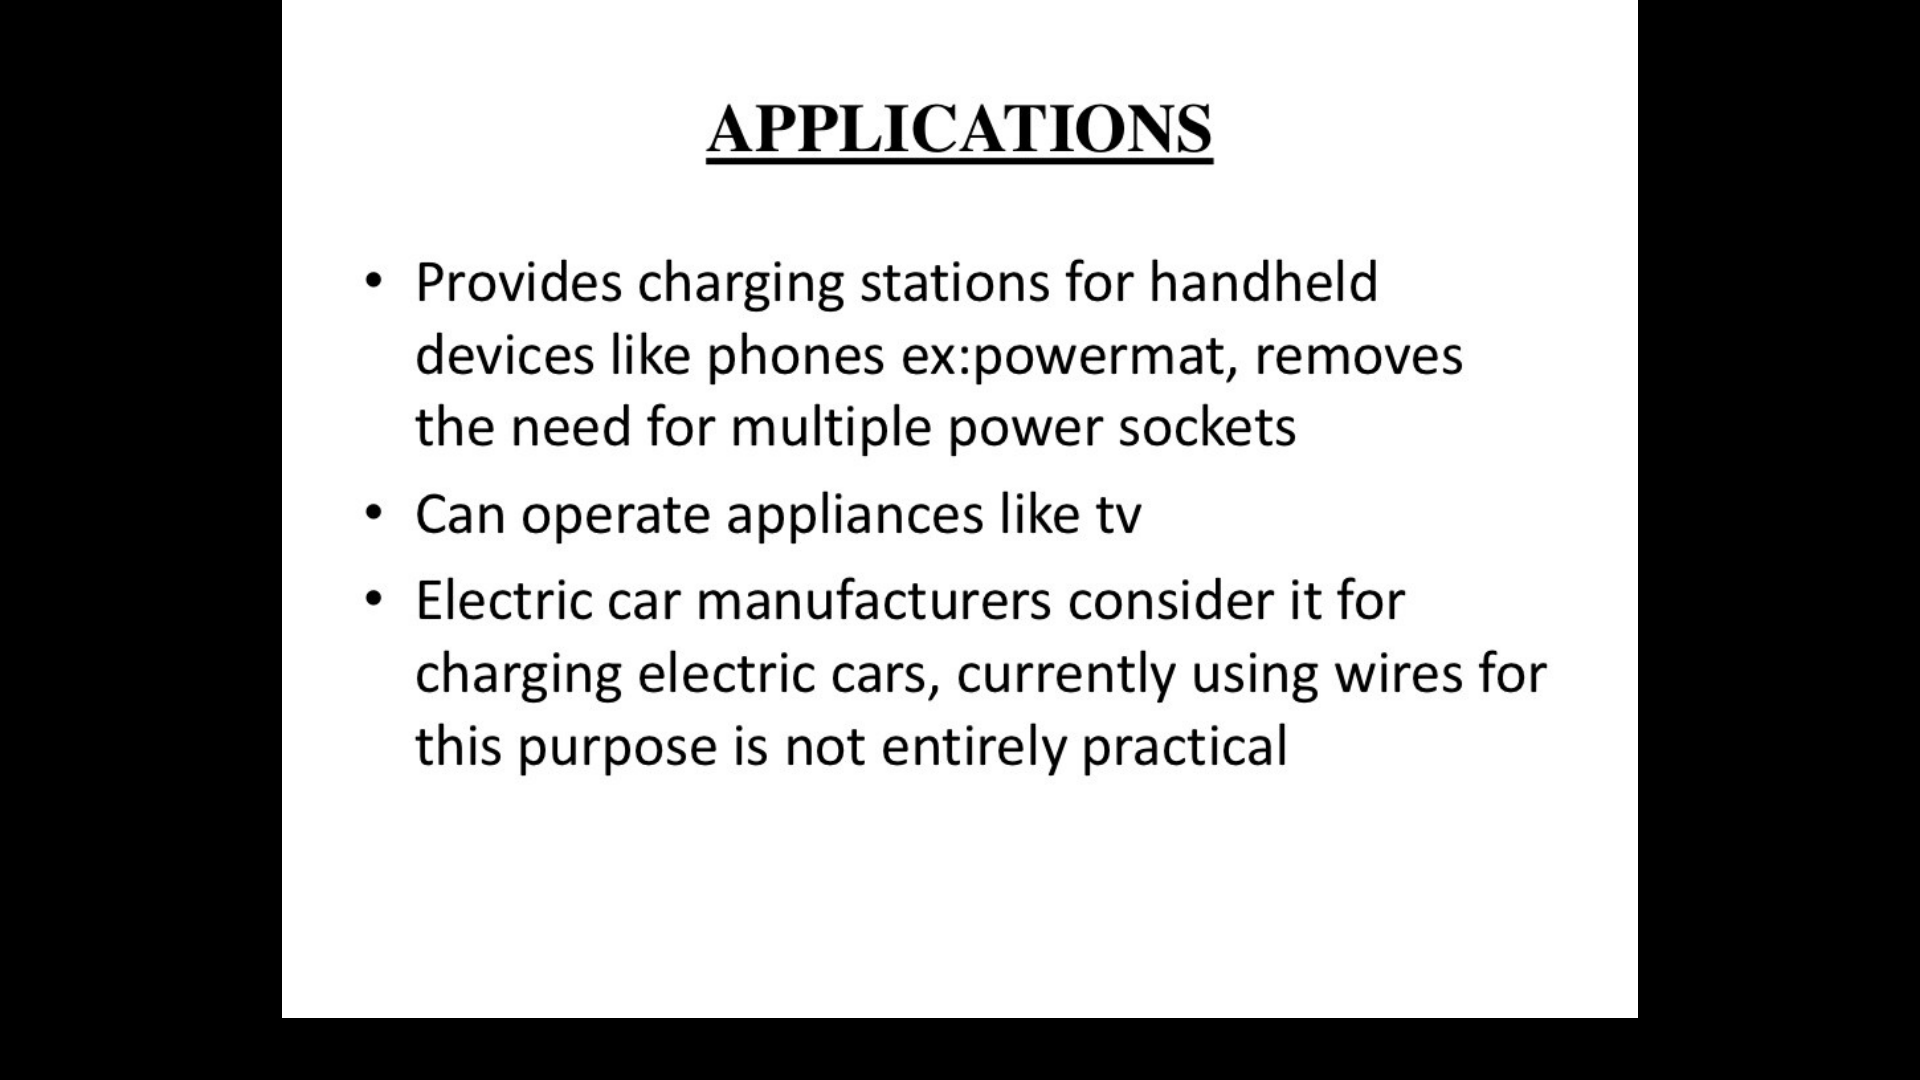 APPLICATIONS
• Provides charging stations for handheld
devices like phones ex:powermat, removes
the need for multiple power sockets
• Can operate appliances like tv
• Electric car manufacturers consider it for
charging electric cars, currently using wires for
this purpose is not entirely practical